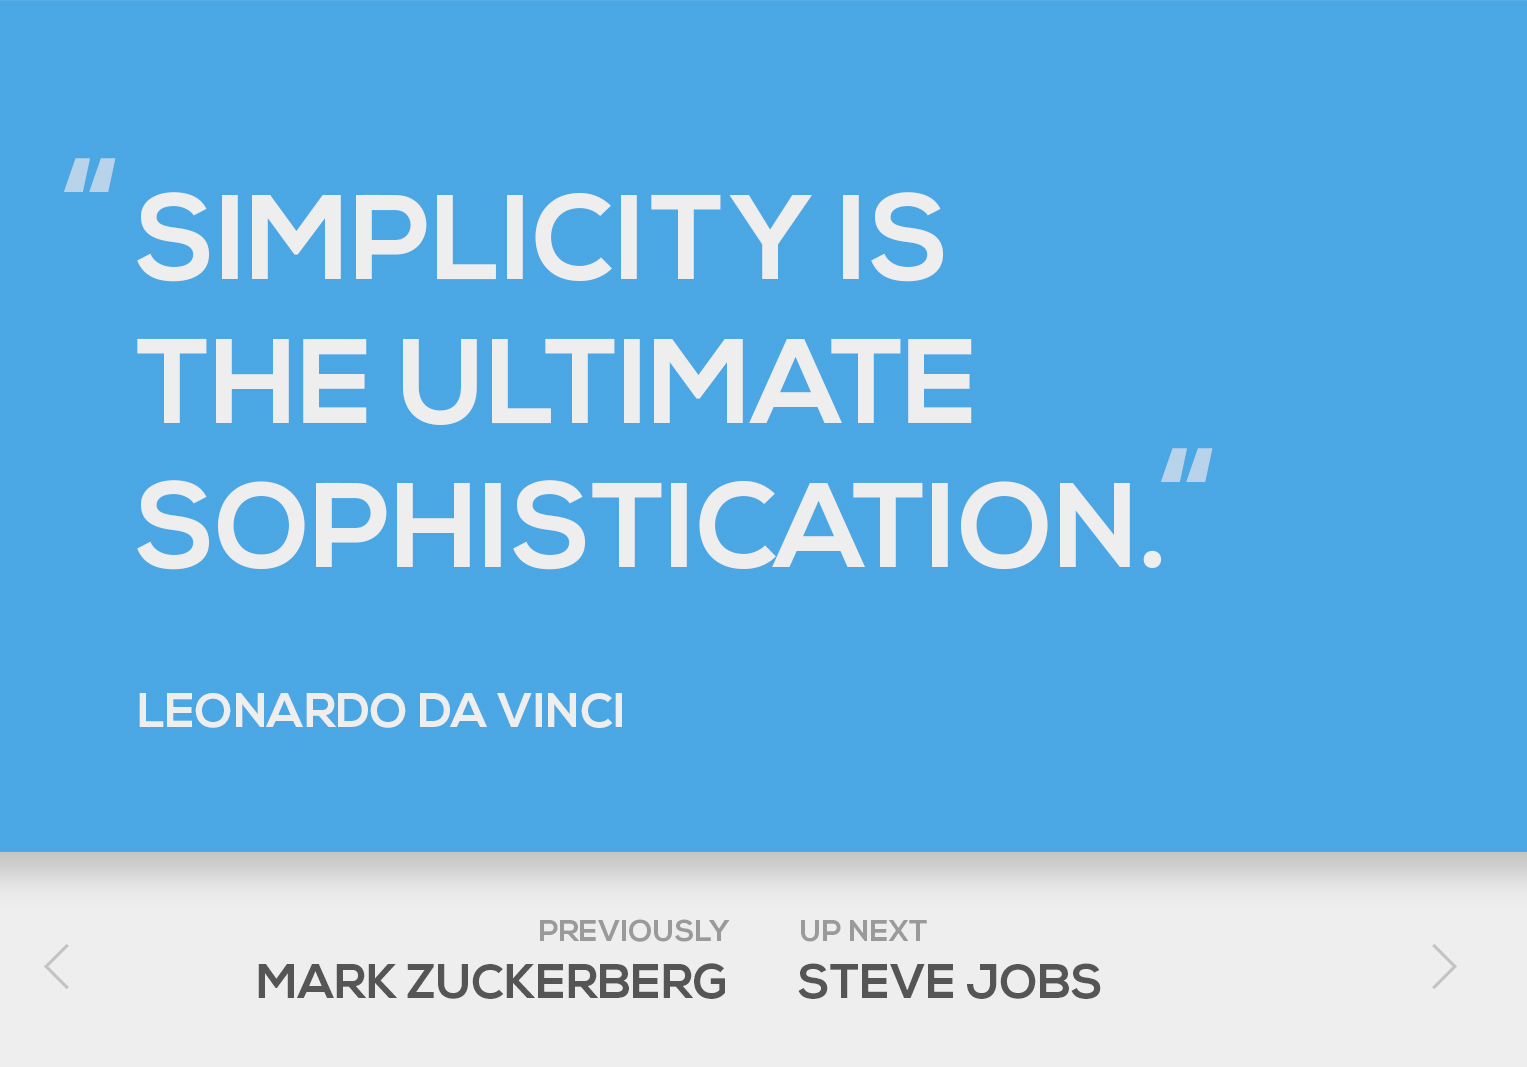 “SIMPLICITY IS
THE ULTIMATE
SOPHISTICATION.“
LEONARDO DA VINCI
PREVIOUSLY
MARK ZUCKERBERG
UP NEXT
STEVE JOBS